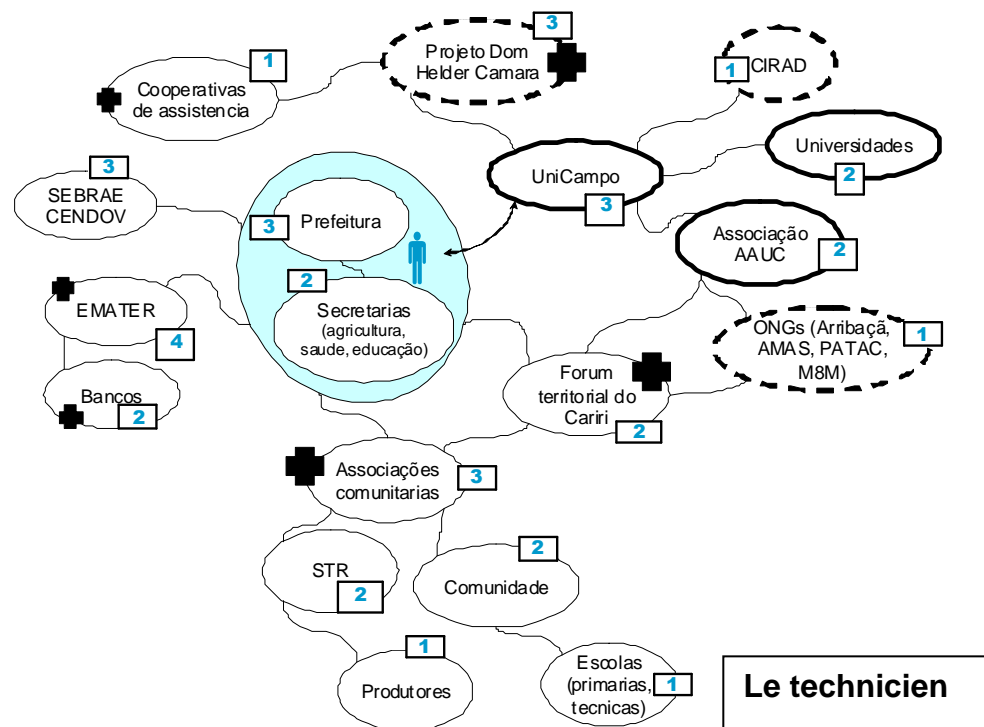 3
Projeto Dom
Helder Camara
1
Cooperativas
de assistencia
1
CIRAD
Universidades
2
UniCampo
3
3
SEBRAE
CENDOV
3
Prefeitura
2
Secretarias
(agricultura,
saude, educação)
Associação
AAUC
2
EMATER
4
Bancos
2
ONGs (Arribaçã,
AMAS, PATAC,
M8M)
1
Forum
territorial do
Cariri
2
Associações
comunitarias
3
STR
2
2
Comunidade
1
Produtores
Escolas
(primarias,
tecnicas)
1
Le technicien